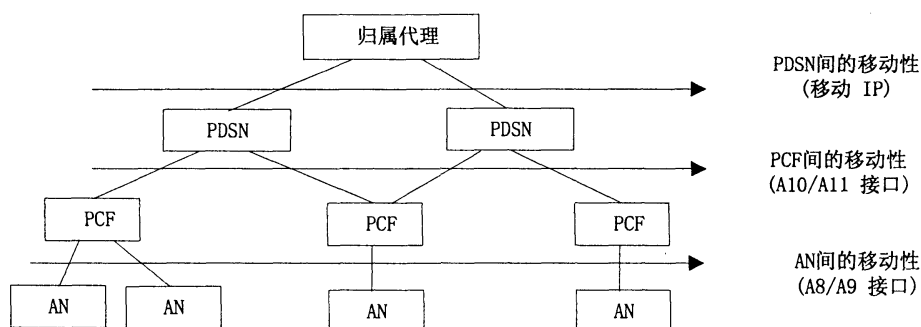 归属代理
PDSN间的移动性
(移动 IP)
PDSN
PDSN
PCF间的移动性
(A10/A11 接口)
PCF
PCF
PCF
AN间的移动性
(A8/A9 接口)
AN
AN
AN
AN